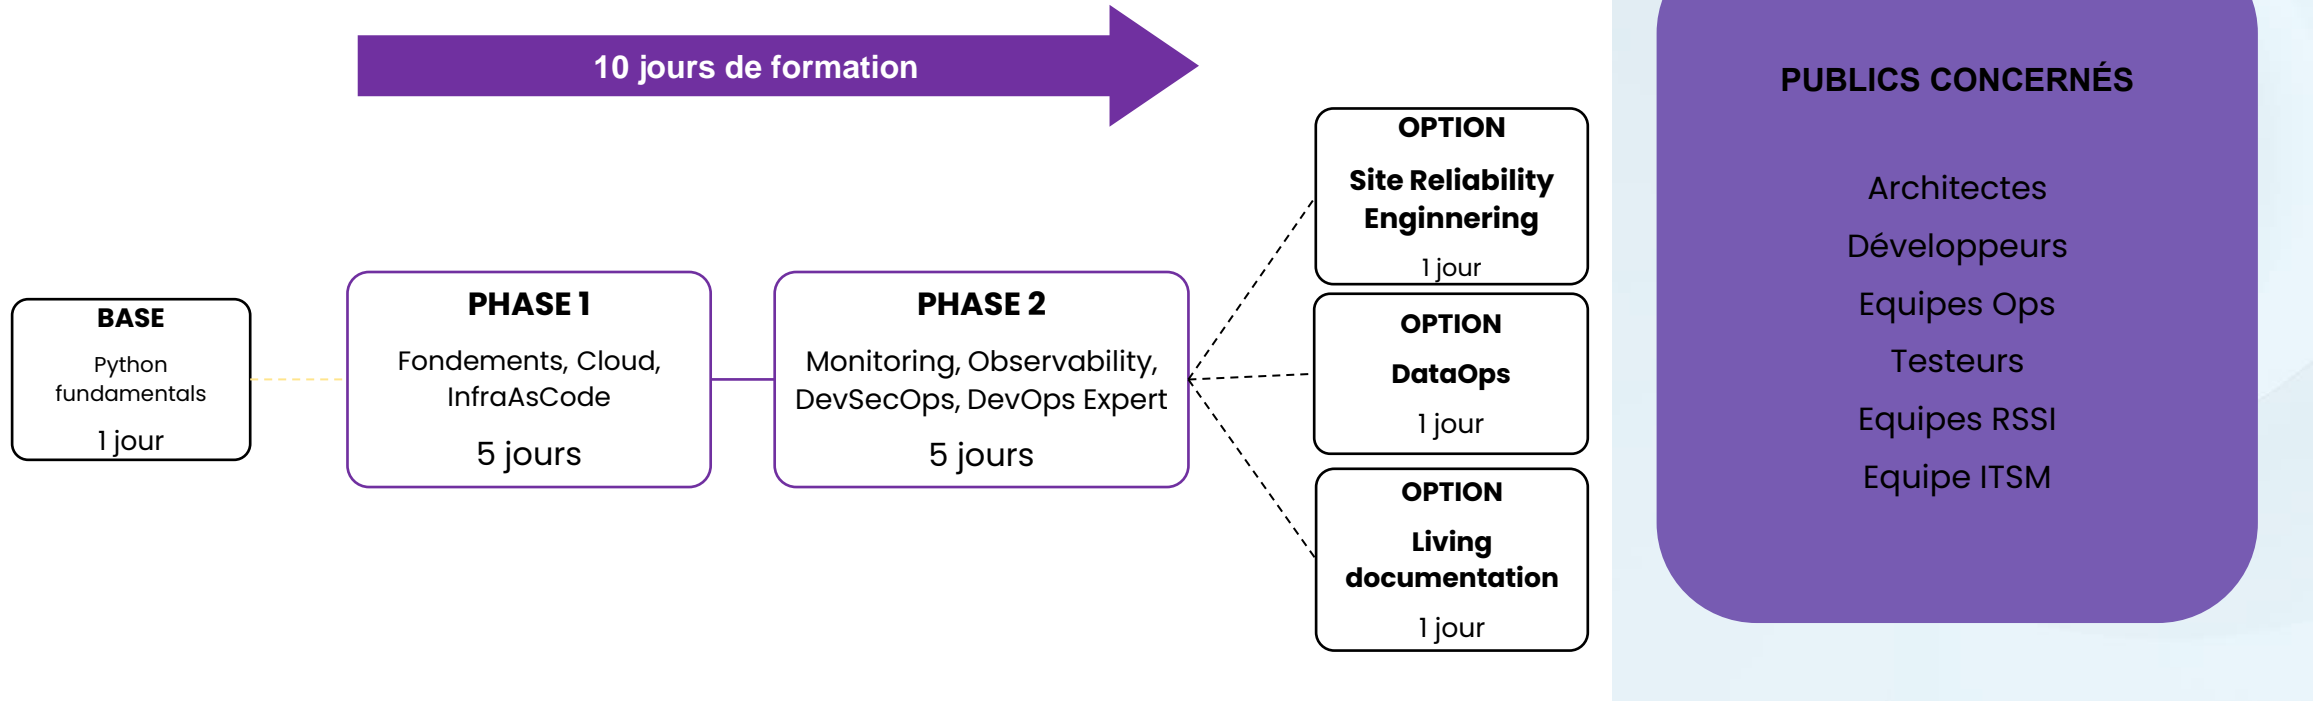 10 jours de formation
BASE
Python
fundamentals
1 jour
PHASE 1
Fondements, Cloud,
InfraAsCode
5 jours
PHASE 2
Monitoring, Observability,
DevSecOps, DevOps Expert
5 jours
OPTION
Site Reliability
Enginnering
1 jour
OPTION
DataOps
1 jour
OPTION
Living
documentation
1 jour
PUBLICS CONCERNÉS
Architectes
Développeurs
Equipes Ops
Testeurs
Equipes RSSI
Equipe ITSM